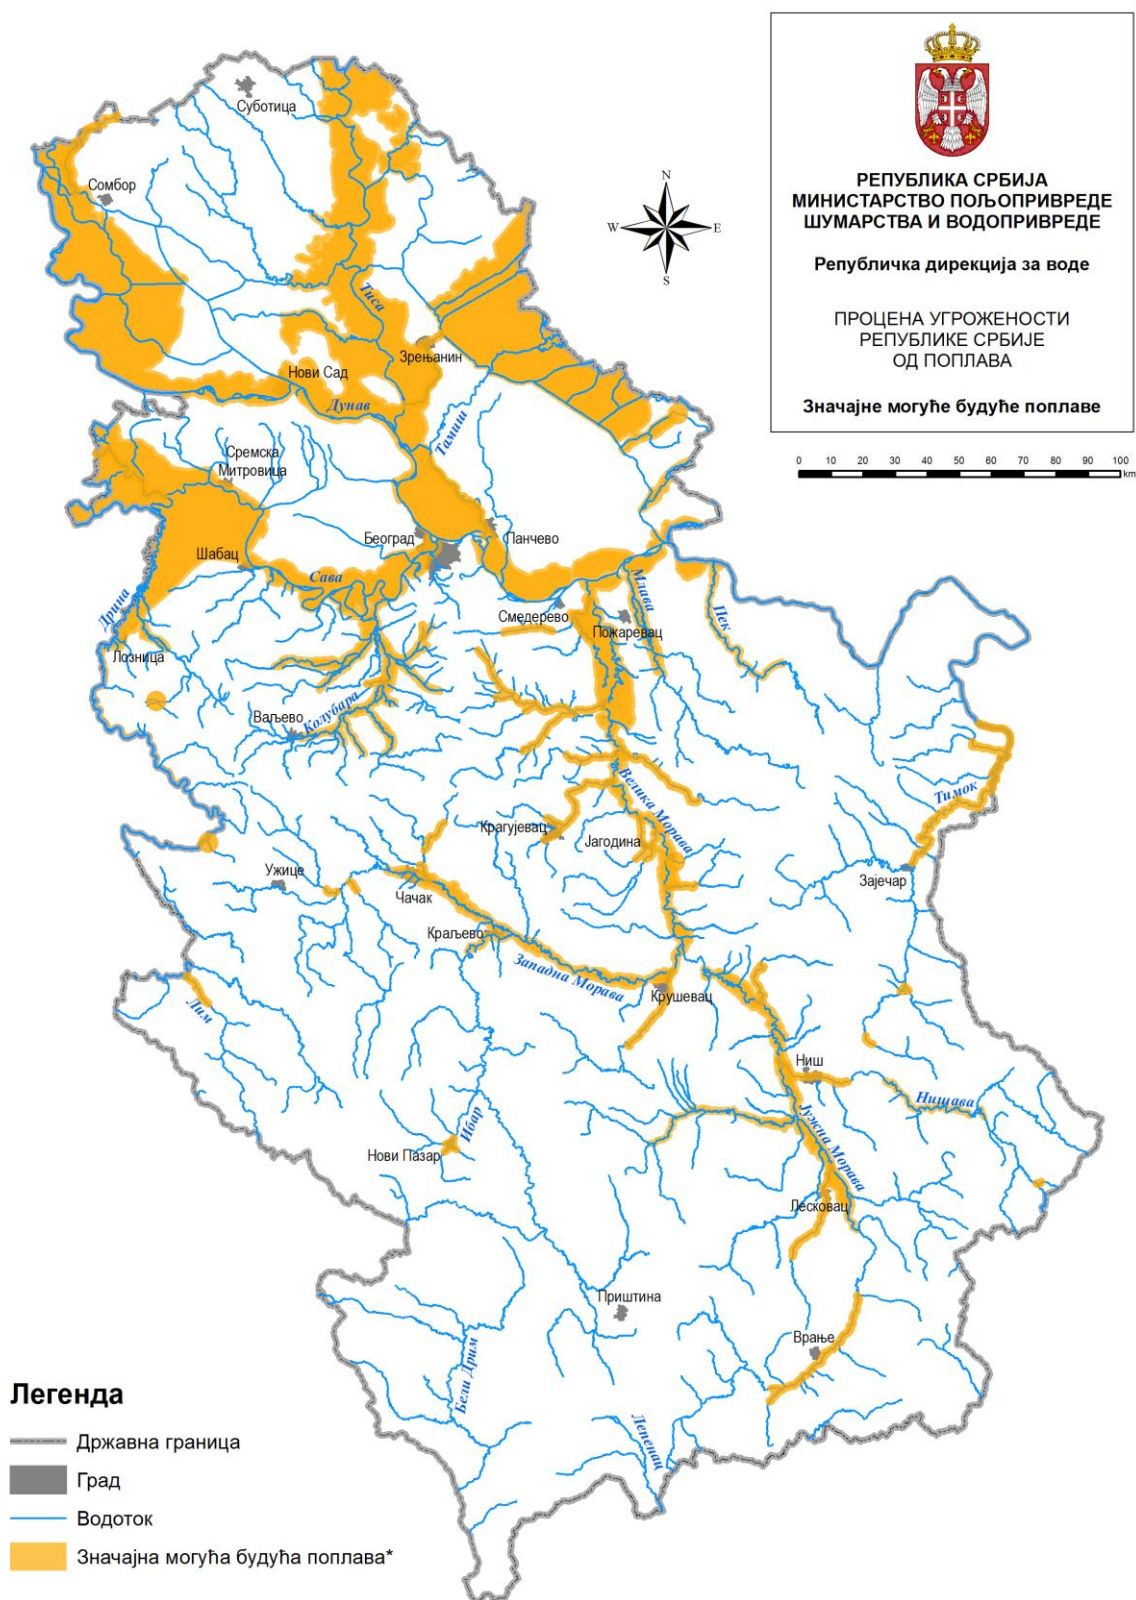 РЕПУБЛИКА СРБИЈА
МИНИСТАРСТВО ПОЉОПРИВРЕДЕ
ШУМАРСТВА И ВОДОПРИВРЕДЕ
Републичка дирекција за воде
ПРОЦЕНА УГРОЖЕНОСТИ
РЕПУБЛИКЕ СРБИЈЕ
ОД ПОПЛАВА
Значајне могуће будуће поплаве
0 10 20 30 40 50 60 70 80 90 100
km
N
W
E
S
Суботица
Сомбор
Тиса
Зрењанин
Нови Сад
Дунав
Тамиш
Сремска
Митровица
Београд
Панчево
Шабац
Сава
Дрина
Смедерево
Млава
Пожаревац
Пек
Лозница
Ваљево
Колубара
Велика Морава
Тимок
Крагујевац
Јагодина
Ужице
Чачак
Зајечар
Краљево
Западна Морава
Крушевац
Лим
Ниш
Нишава
Ибар
Јужна Морава
Нови Пазар
Лесковац
Приштина
Врање
Бели Дрим
Лепенац
Легенда
Државна граница
Град
Водоток
Значајна могућа будућа поплава*